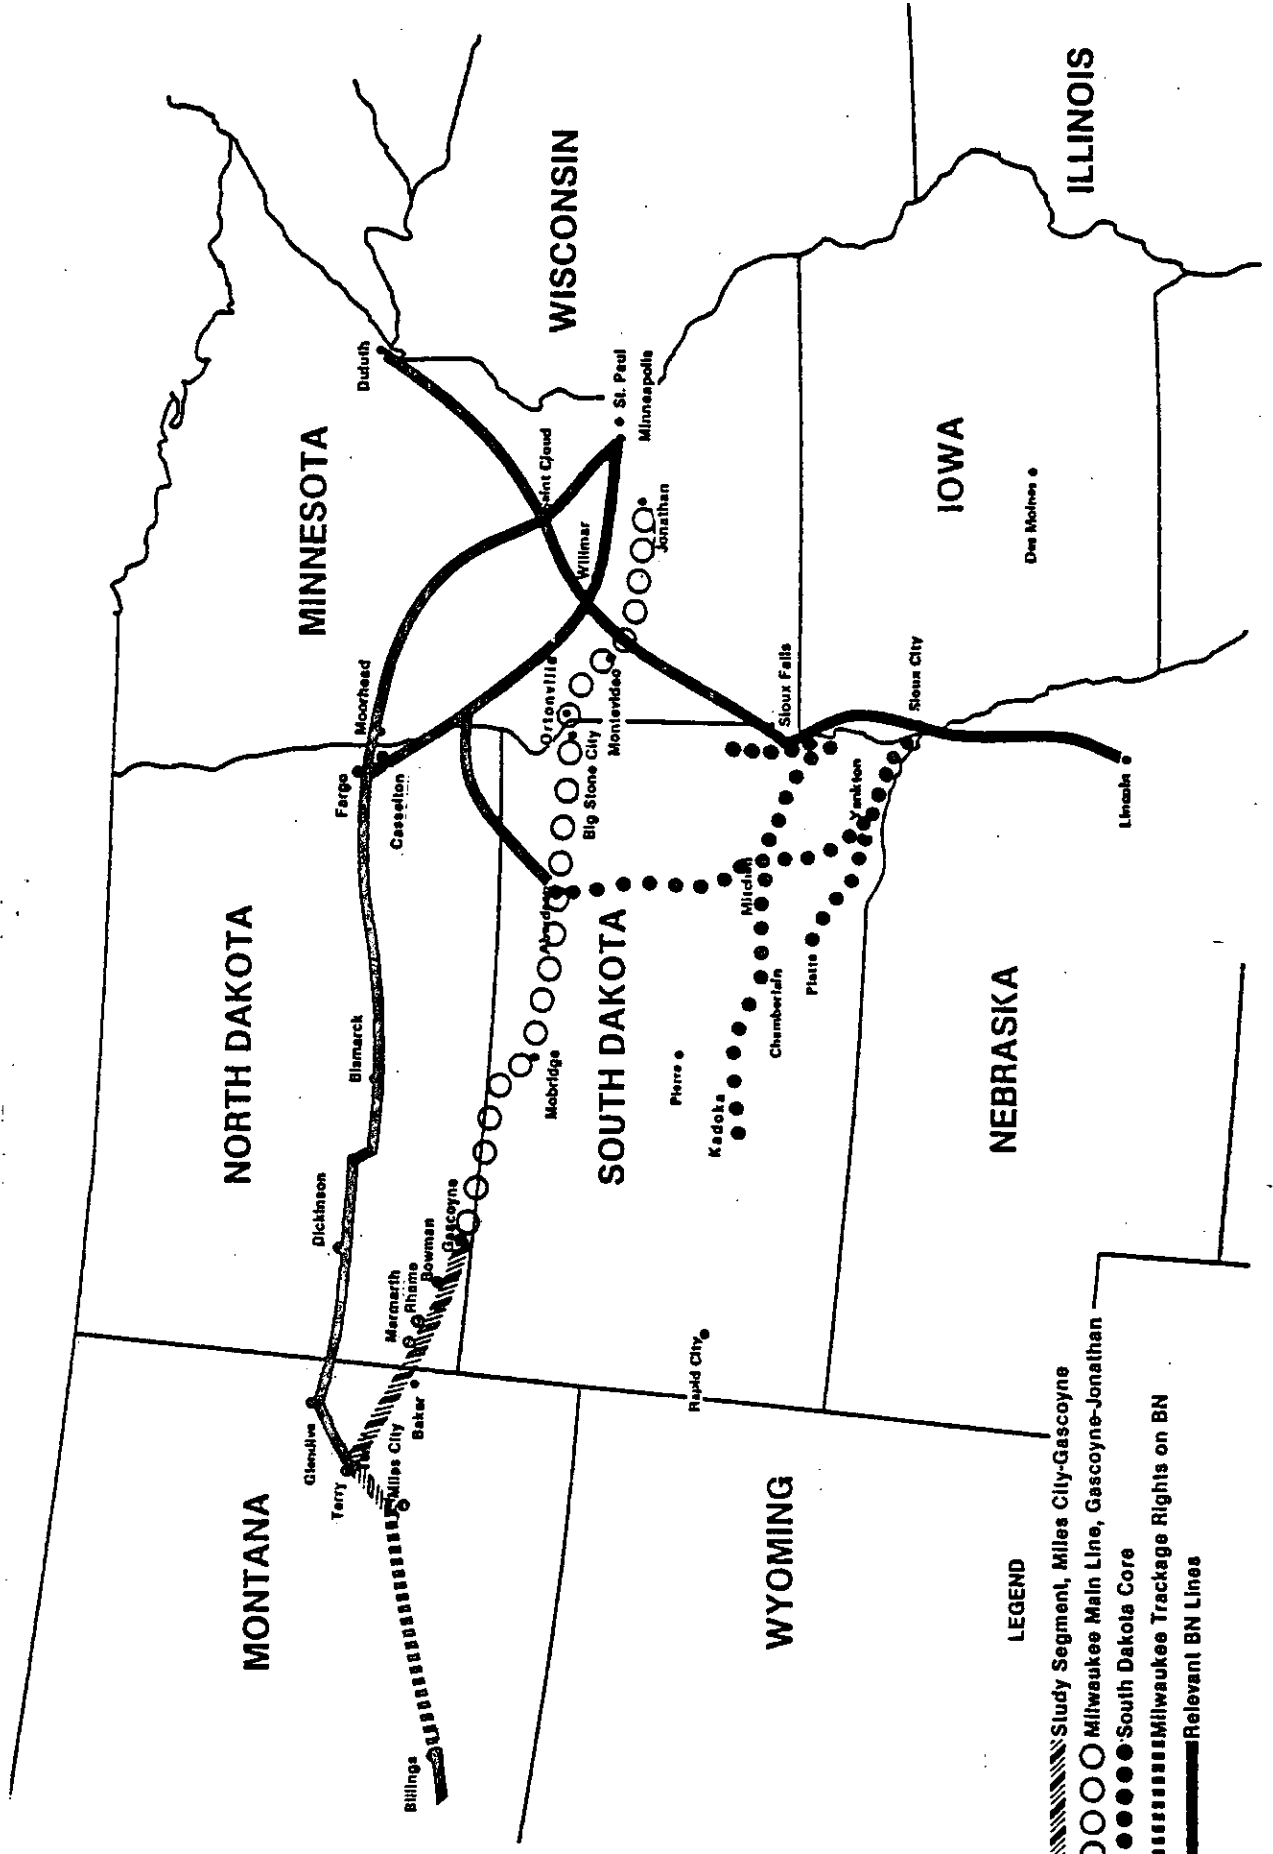 MONTANA
NORTH DAKOTA
MINNESOTA
WISCONSIN
SOUTH DAKOTA
WYOMING
NEBRASKA
IOWA
ILLINOIS
Glendive
Terry
Miles City
Baker
Billings
Marmarth
Rhame
Bowman
Gascoyne
Dickinson
Bismarck
Fargo
Moorhead
Casselton
Duluth
Saint Cloud
Willmar
St. Paul
Minneapolis
Jonathan
Ortonville
Montevideo
Big Stone City
Mobridge
Pierre
Rapid City
Kadoka
Chamberlain
Platte
Yankton
Sioux Falls
Sioux City
Des Moines
Lincoln
LEGEND
Study Segment, Miles City-Gascoyne
Milwaukee Main Line, Gascoyne-Jonathan
South Dakota Core
Milwaukee Trackage Rights on BN
Relevant BN Lines